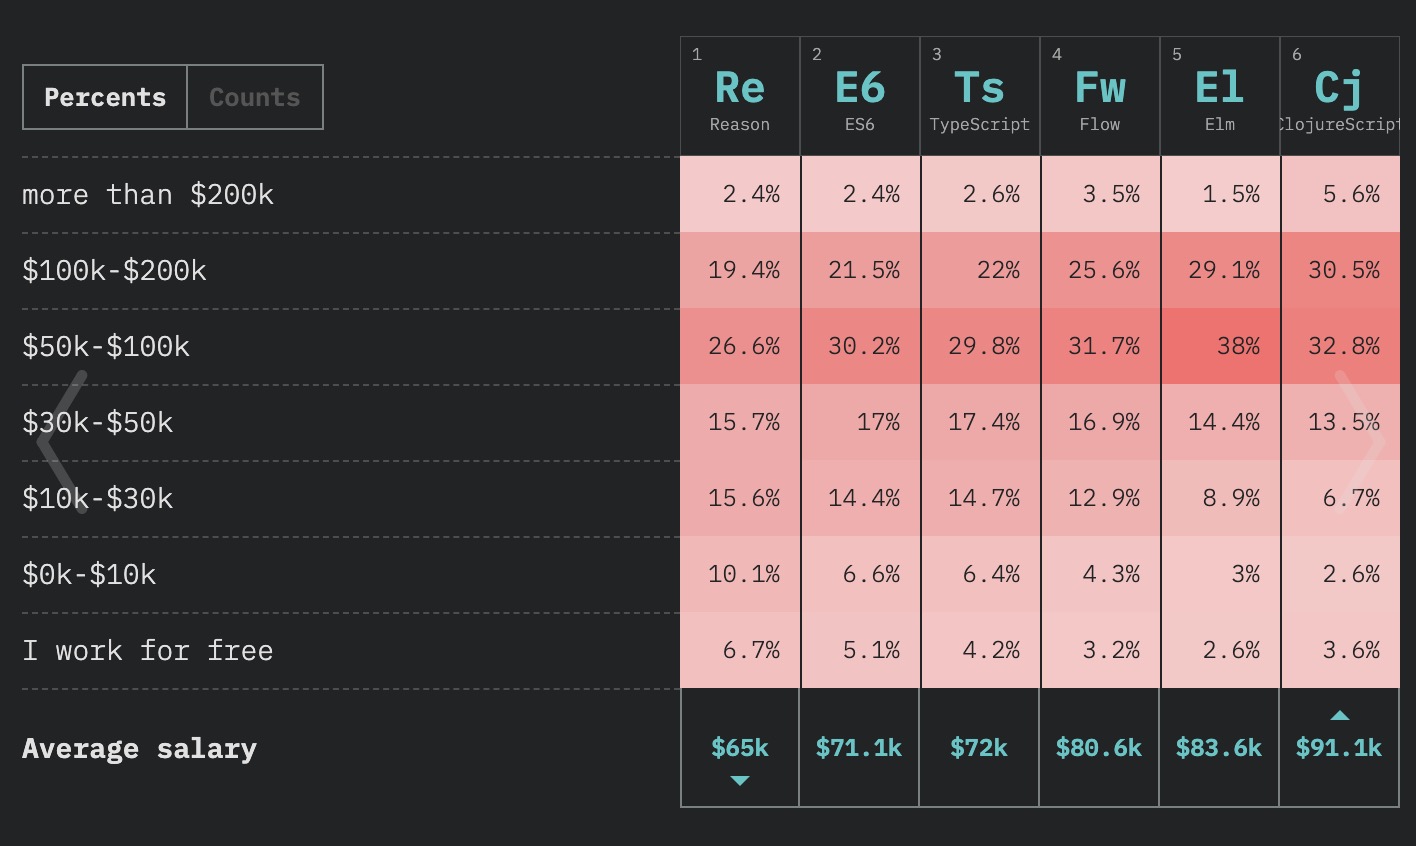 Percents Counts
1 2 3 4 5 6
Re E6 Ts Fw El Cj
Reason ES6 TypeScript Flow Elm ClojureScript
more than $200k 2.4% 2.4% 2.6% 3.5% 1.5% 5.6%
$100k-$200k 19.4% 21.5% 22% 25.6% 29.1% 30.5%
$50k-$100k 26.6% 30.2% 29.8% 31.7% 38% 32.8%
$30k-$50k 15.7% 17% 17.4% 16.9% 14.4% 13.5%
$10k-$30k 15.6% 14.4% 14.7% 12.9% 8.9% 6.7%
$0k-$10k 10.1% 6.6% 6.4% 4.3% 3% 2.6%
I work for free 6.7% 5.1% 4.2% 3.2% 2.6% 3.6%
Average salary $65k $71.1k $72k $80.6k $83.6k $91.1k